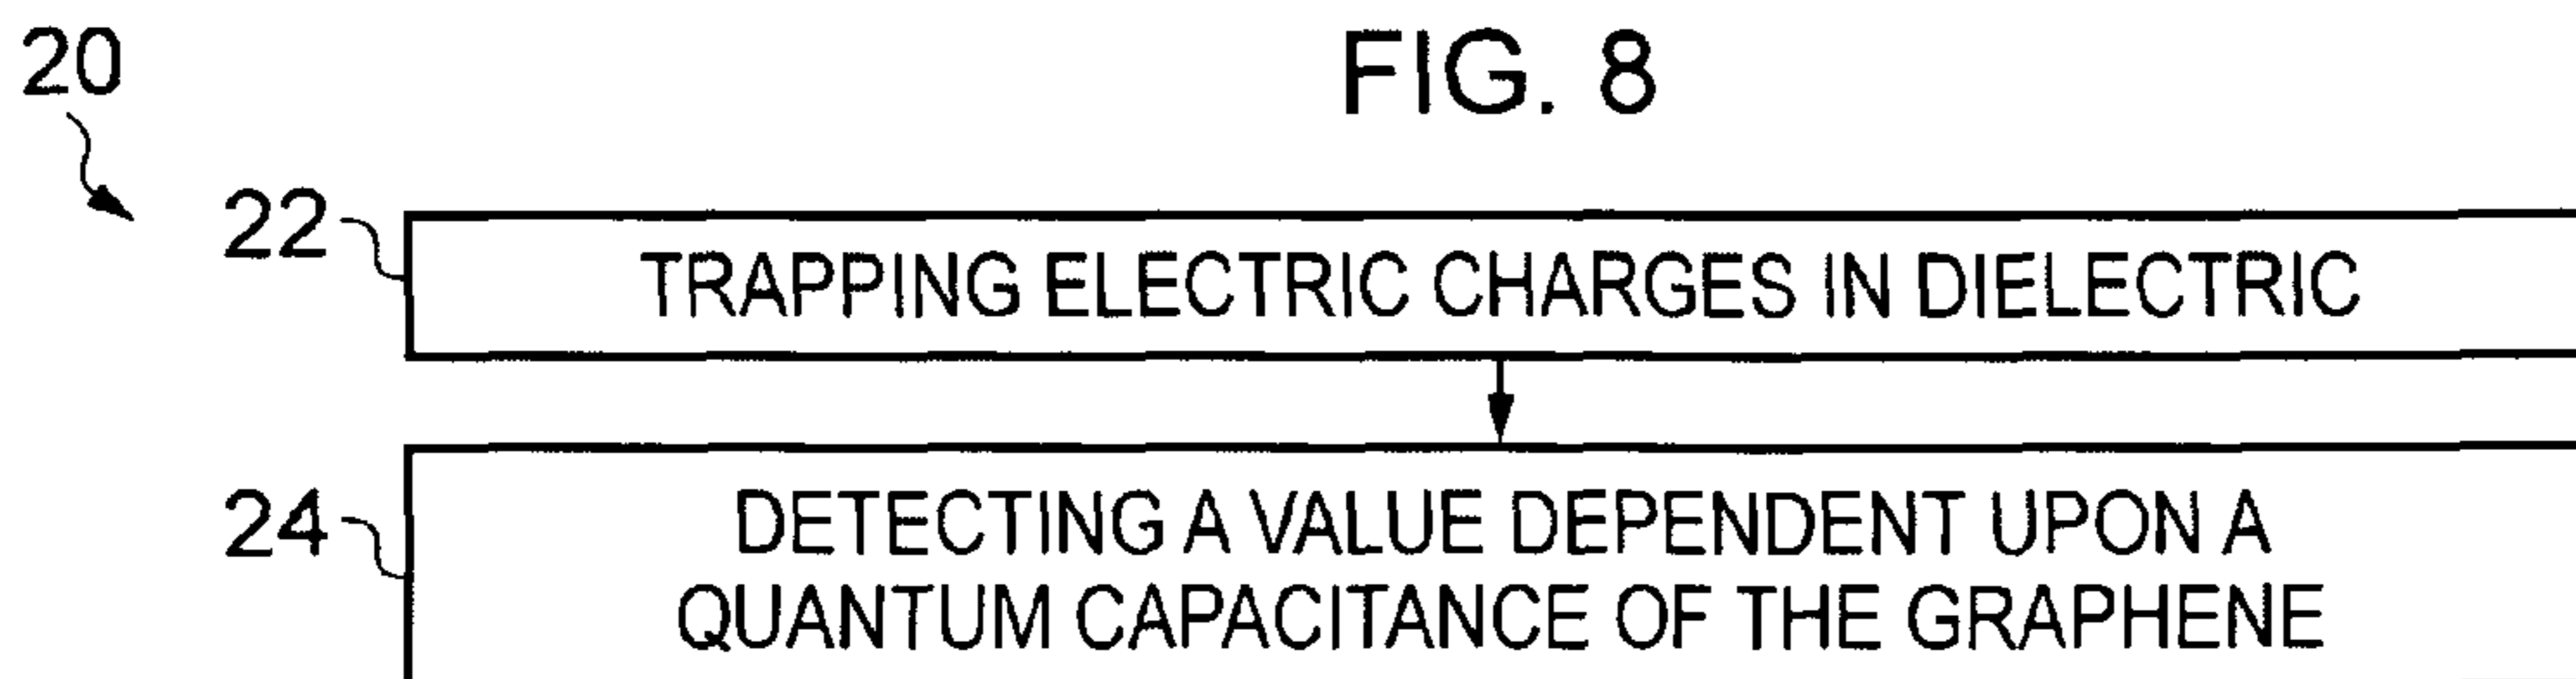 20
FIG. 8
22
TRAPPING ELECTRIC CHARGES IN DIELECTRIC
24
DETECTING A VALUE DEPENDENT UPON A
QUANTUM CAPACITANCE OF THE GRAPHENE